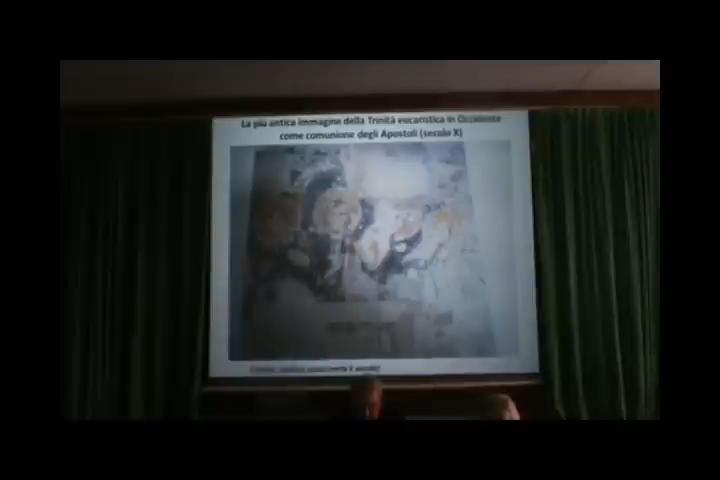 La più antica immagine della Trinità eucaristica in Occidente
come comunione degli Apostoli (secolo X)